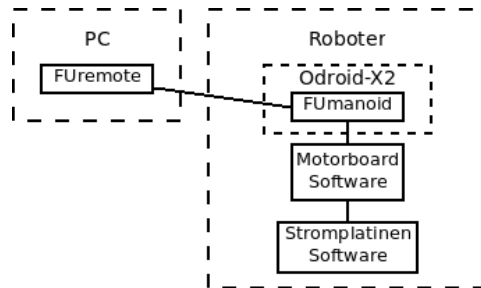 PC
FUremote
Roboter
Odroid-X2
FUmanoid
Motorboard
Software
Stromplatinen
Software